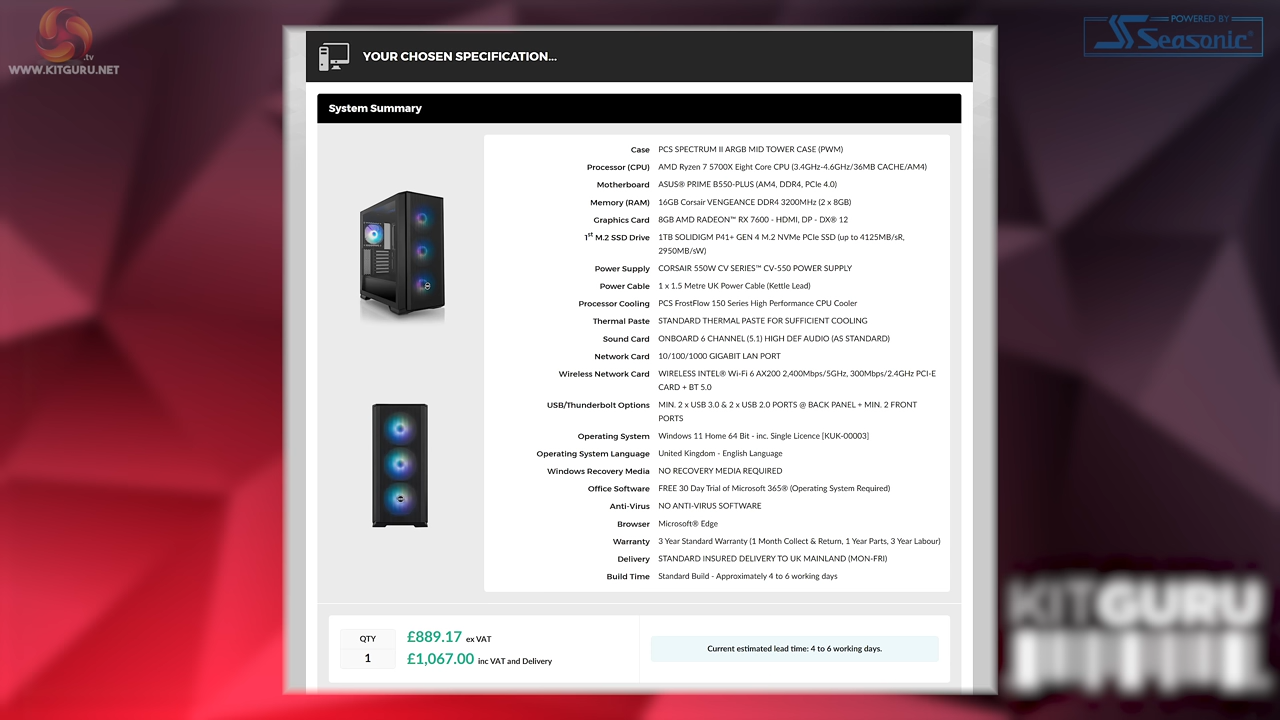 .tv
WWW.KITGURU.NET
POWERED BY
Seasonic®
YOUR CHOSEN SPECIFICATION...
System Summary
Case PCS SPECTRUM II ARGB MID TOWER CASE (PWM)
Processor (CPU) AMD Ryzen 7 5700X Eight Core CPU (3.4GHz-4.6GHz/36MB CACHE/AM4)
Motherboard ASUS® PRIME B550-PLUS (AM4, DDR4, PCIe 4.0)
Memory (RAM) 16GB Corsair VENGEANCE DDR4 3200MHz (2 x 8GB)
Graphics Card 8GB AMD RADEON™ RX 7600 - HDMI, DP - DX® 12
1st M.2 SSD Drive 1TB SOLIDIGM P41+ GEN 4 M.2 NVMe PCIe SSD (up to 4125MB/sR,
2950MB/sW)
Power Supply CORSAIR 550W CV SERIES™ CV-550 POWER SUPPLY
Power Cable 1 x 1.5 Metre UK Power Cable (Kettle Lead)
Processor Cooling PCS FrostFlow 150 Series High Performance CPU Cooler
Thermal Paste STANDARD THERMAL PASTE FOR SUFFICIENT COOLING
Sound Card ONBOARD 6 CHANNEL (5.1) HIGH DEF AUDIO (AS STANDARD)
Network Card 10/100/1000 GIGABIT LAN PORT
Wireless Network Card WIRELESS INTEL® Wi-Fi 6 AX200 2,400Mbps/5GHz, 300Mbps/2.4GHz PCI-E
CARD + BT 5.0
USB/Thunderbolt Options MIN. 2 x USB 3.0 & 2 x USB 2.0 PORTS @ BACK PANEL + MIN. 2 FRONT
PORTS
Operating System Windows 11 Home 64 Bit - inc. Single Licence [KUK-00003]
Operating System Language United Kingdom - English Language
Windows Recovery Media NO RECOVERY MEDIA REQUIRED
Office Software FREE 30 Day Trial of Microsoft 365® (Operating System Required)
Anti-Virus NO ANTI-VIRUS SOFTWARE
Browser Microsoft® Edge
Warranty 3 Year Standard Warranty (1 Month Collect & Return, 1 Year Parts, 3 Year Labour)
Delivery STANDARD INSURED DELIVERY TO UK MAINLAND (MON-FRI)
Build Time Standard Build - Approximately 4 to 6 working days
QTY
1
£889.17 ex VAT
£1,067.00 inc VAT and Delivery
Current estimated lead time: 4 to 6 working days.
KITGURU